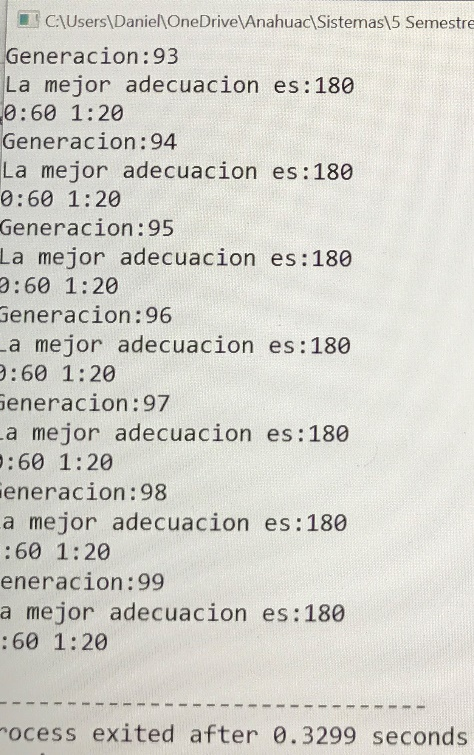 C:\Users\Daniel\OneDrive\Anahuac\Sistemas\5 Semestre
Generacion:93
La mejor adecuacion es:180
0:60 1:20
Generacion:94
La mejor adecuacion es:180
0:60 1:20
Generacion:95
La mejor adecuacion es:180
0:60 1:20
Generacion:96
La mejor adecuacion es:180
0:60 1:20
Generacion:97
La mejor adecuacion es:180
0:60 1:20
Generacion:98
a mejor adecuacion es:180
:60 1:20
eneracion:99
a mejor adecuacion es:180
:60 1:20
--------------------------------
rocess exited after 0.3299 seconds